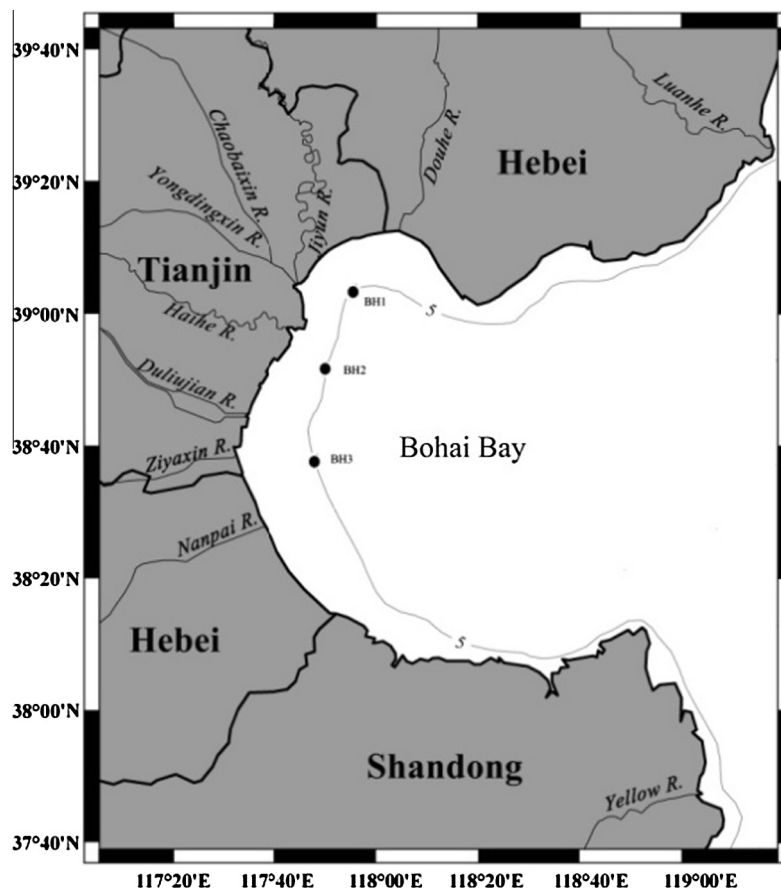 39°40'N
39°20'N
39°00'N
38°40'N
38°20'N
38°00'N
37°40'N
Luanhe R.
Chaobaixin R.
Douhe R.
Hebei
Yongdingxin R.
Jiyun R.
Tianjin
BH1
5
Haihe R.
BH2
Duliujian R.
Bohai Bay
Ziyaxin R.
BH3
Nanpai R.
Hebei
5
Shandong
Yellow R.
117°20'E
117°40'E
118°00'E
118°20'E
118°40'E
119°00'E